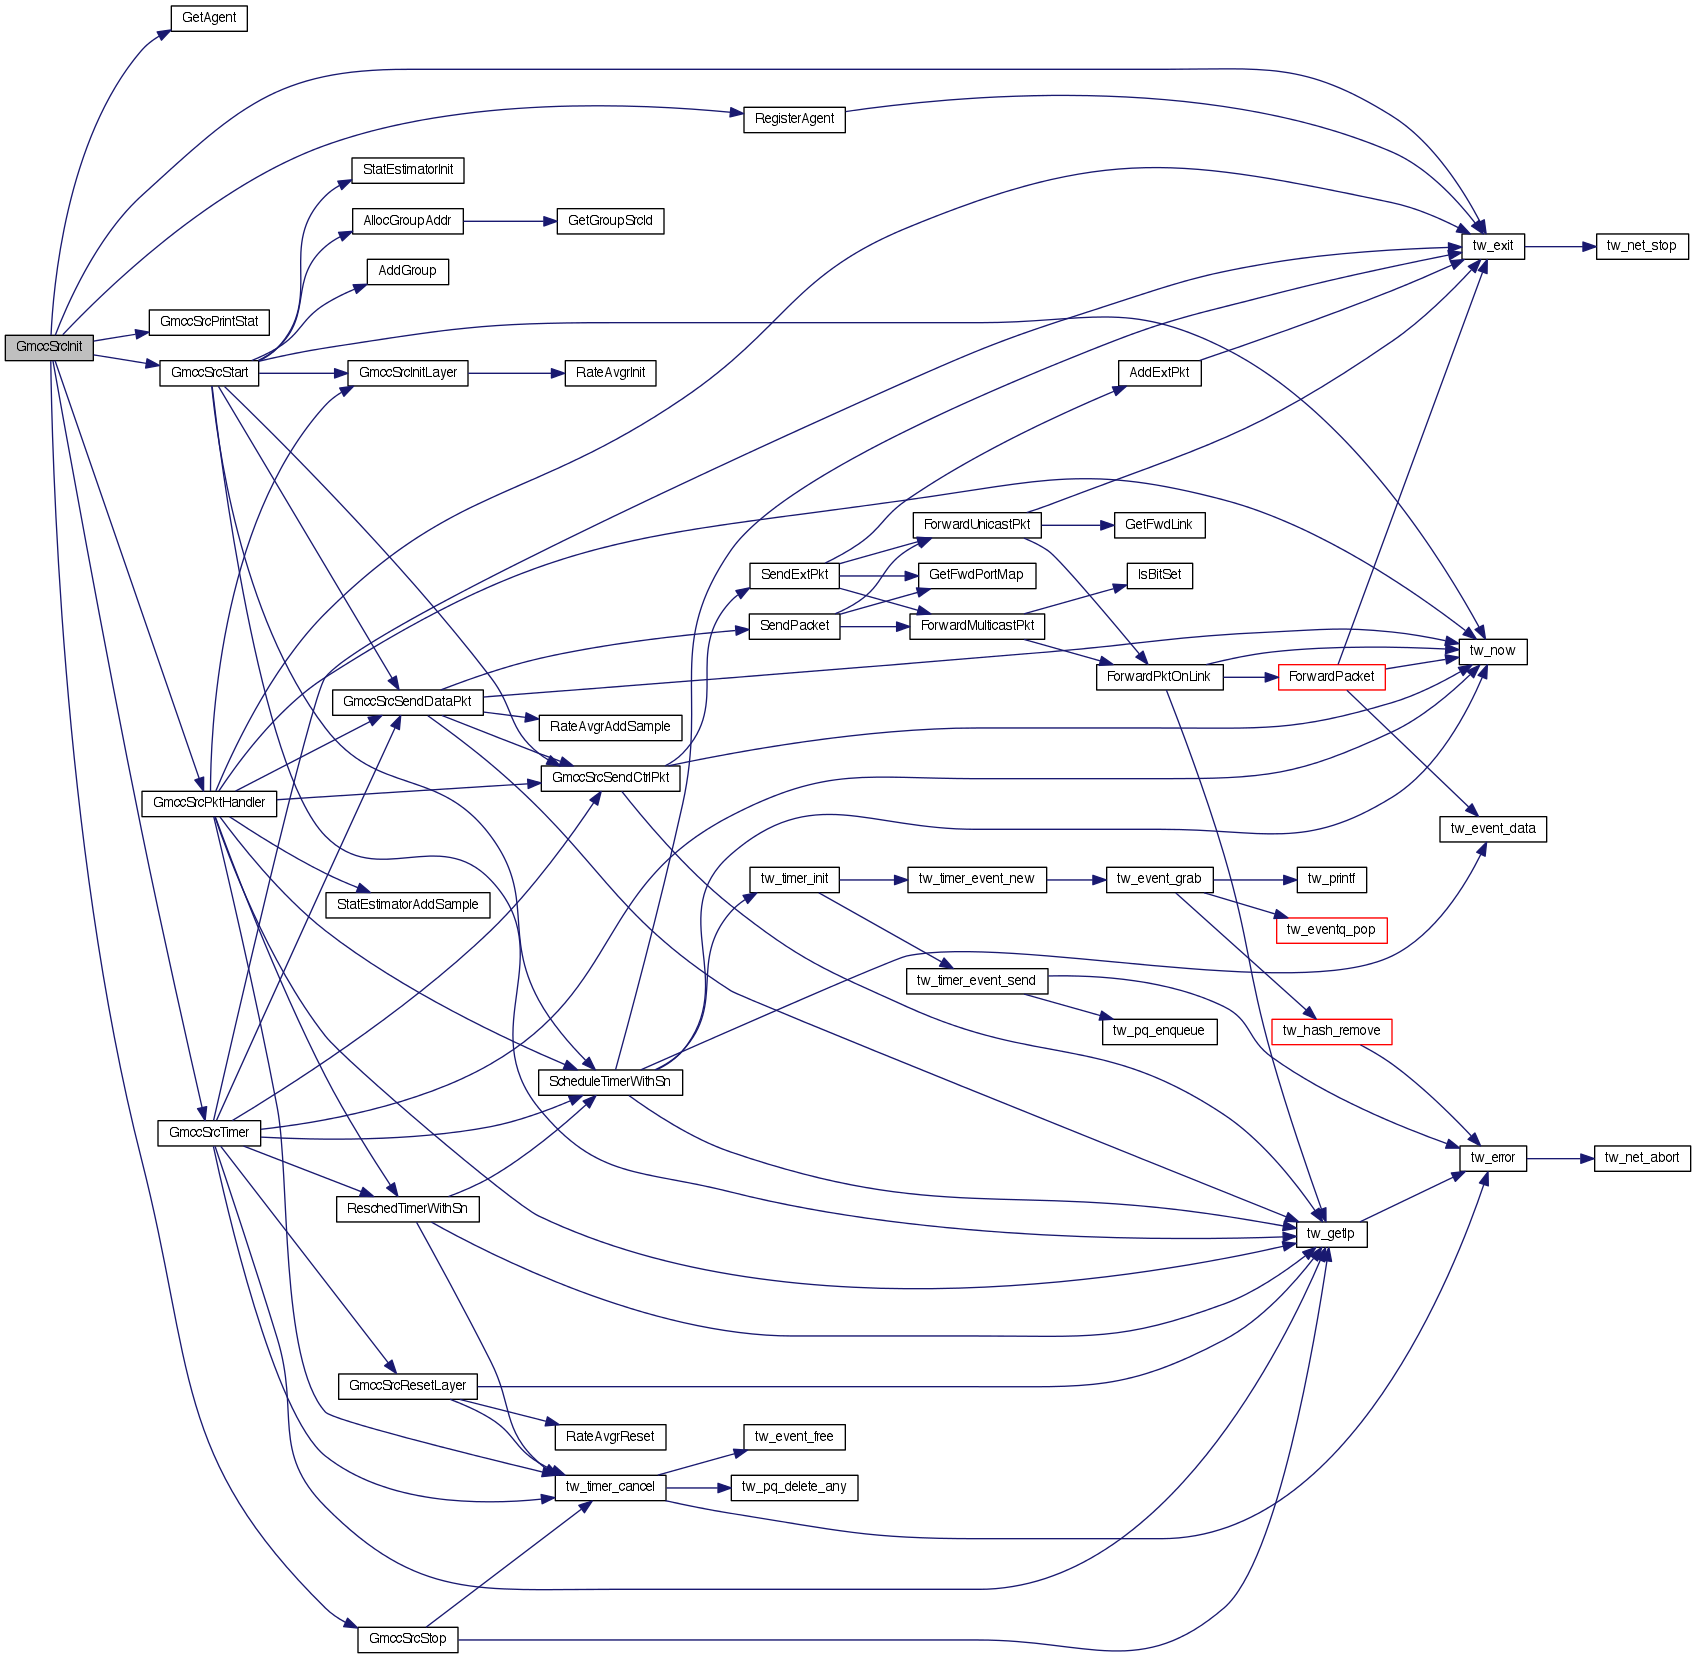 GetAgent
RegisterAgent
StatEstimatorInit
AllocGroupAddr
GetGroupSrcId
tw_exit
tw_net_stop
AddGroup
GmccSrcPrintStat
GmccSrcInit
GmccSrcStart
GmccSrcInitLayer
RateAvgrInit
AddExtPkt
ForwardUnicastPkt
GetFwdLink
SendExtPkt
GetFwdPortMap
IsBitSet
SendPacket
ForwardMulticastPkt
tw_now
ForwardPktOnLink
ForwardPacket
GmccSrcSendDataPkt
RateAvgrAddSample
GmccSrcSendCtrlPkt
GmccSrcPktHandler
tw_event_data
tw_timer_init
tw_timer_event_new
tw_event_grab
tw_printf
StatEstimatorAddSample
tw_eventq_pop
tw_timer_event_send
tw_pq_enqueue
tw_hash_remove
ScheduleTimerWithSn
GmccSrcTimer
tw_error
tw_net_abort
ReschedTimerWithSn
tw_getlp
GmccSrcResetLayer
RateAvgrReset
tw_event_free
tw_timer_cancel
tw_pq_delete_any
GmccSrcStop